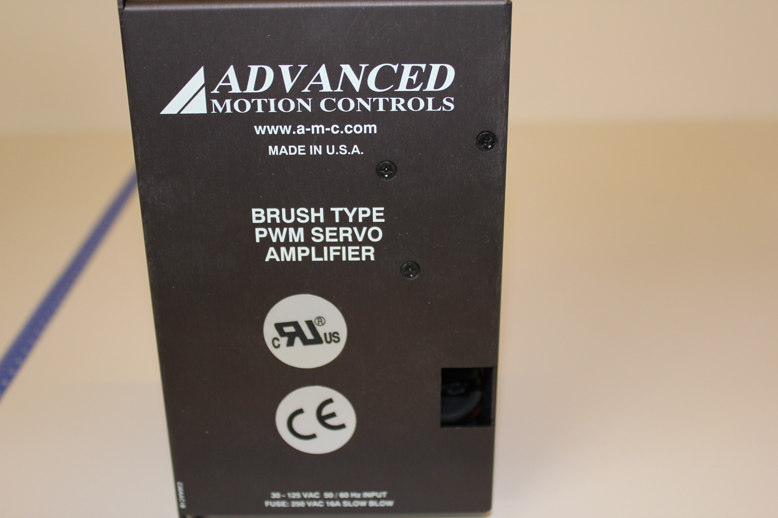 ADVANCED
MOTION CONTROLS
www.a-m-c.com
MADE IN U.S.A.
BRUSH TYPE
PWM SERVO
AMPLIFIER
C RU® US
CE
30 - 125 VAC 50 / 60 Hz INPUT
FUSE: 250 VAC 16A SLOW BLOW